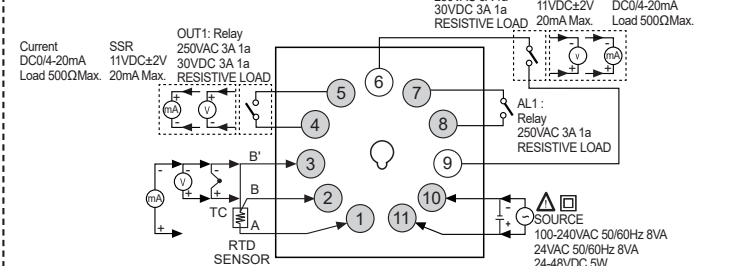 30VDC 3A 1a
RESISTIVE LOAD
11VDC±2V
20mA Max.
DC0/4-20mA
Load 500ΩMax.
Current
DC0/4-20mA
Load 500ΩMax.
SSR
11VDC±2V
20mA Max.
OUT1: Relay
250VAC 3A 1a
30VDC 3A 1a
RESISTIVE LOAD
- - -
V mA
+ +
- -
mA V
+ +
5 6 7
4 8
3 9
2 10
1 11
AL1 :
Relay
250VAC 3A 1a
RESISTIVE LOAD
B'
B
A
- - -
V
mA
+ +
+
TC
RTD
SENSOR
-
+
SOURCE
100-240VAC 50/60Hz 8VA
24VAC 50/60Hz 8VA
24-48VDC 5W